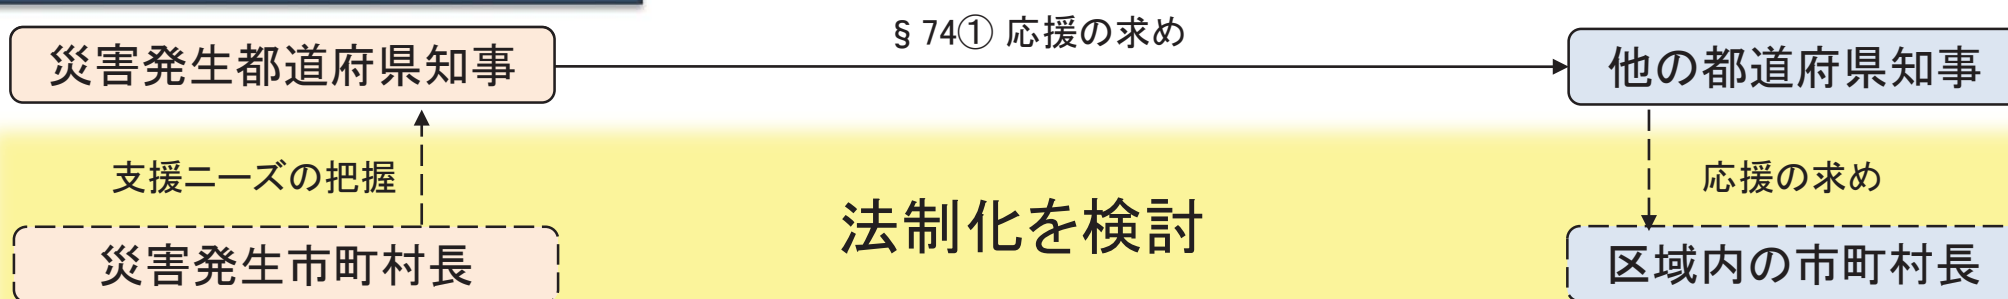 §74① 応援の求め
災害発生都道府県知事
他の都道府県知事
支援ニーズの把握
応援の求め
法制化を検討
災害発生市町村長
区域内の市町村長